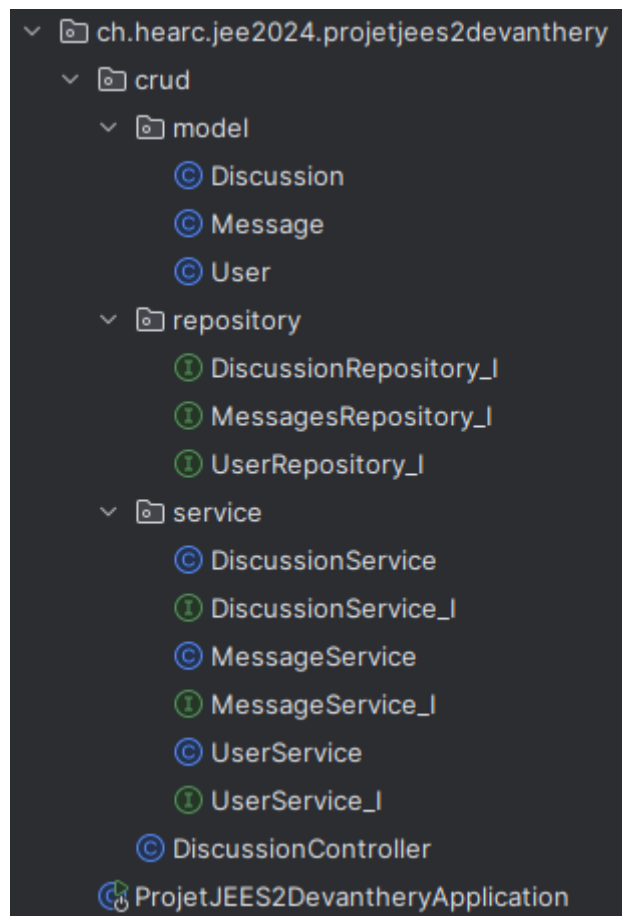 ch.hearc.jee2024.projetjees2devanthery
crud
model
C Discussion
C Message
C User
repository
I DiscussionRepository_I
I MessagesRepository_I
I UserRepository_I
service
C DiscussionService
I DiscussionService_I
C MessageService
I MessageService_I
C UserService
I UserService_I
C DiscussionController
C ProjetJEES2DevantheryApplication